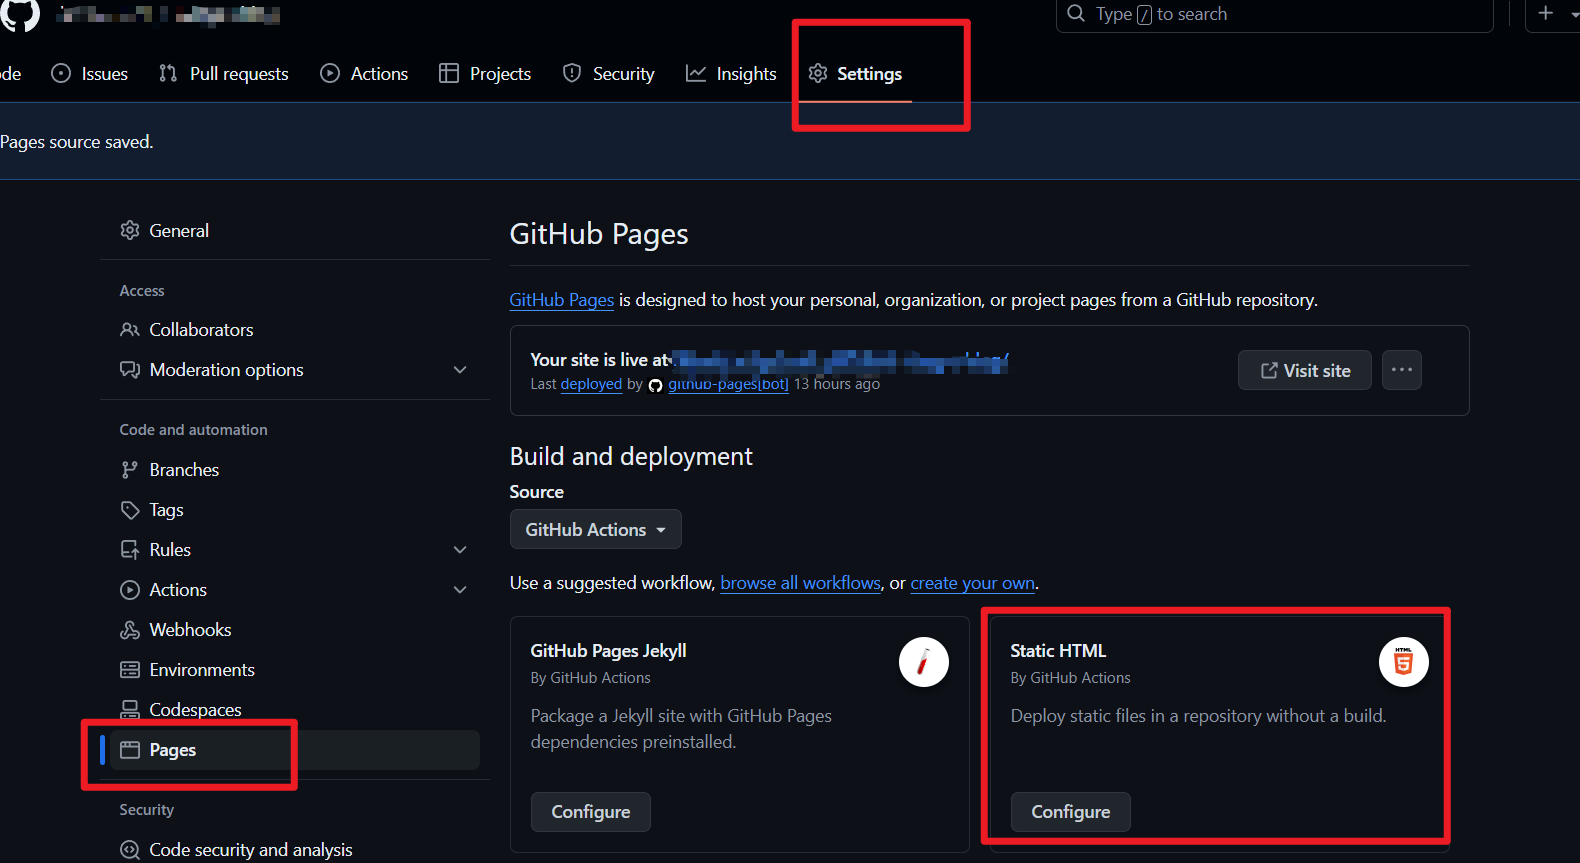 Type / to search
de Issues Pull requests Actions Projects Security Insights Settings
Pages source saved.
General
Access
Collaborators
Moderation options
Code and automation
Branches
Tags
Rules
Actions
Webhooks
Environments
Codespaces
Pages
Security
Code security and analysis
GitHub Pages
GitHub Pages is designed to host your personal, organization, or project pages from a GitHub repository.
Your site is live at
Last deployed by github-pages[bot] 13 hours ago
Visit site
Build and deployment
Source
GitHub Actions
Use a suggested workflow, browse all workflows, or create your own.
GitHub Pages Jekyll
By GitHub Actions
Package a Jekyll site with GitHub Pages
dependencies preinstalled.
Configure
Static HTML
By GitHub Actions
HTML
5
Deploy static files in a repository without a build.
Configure